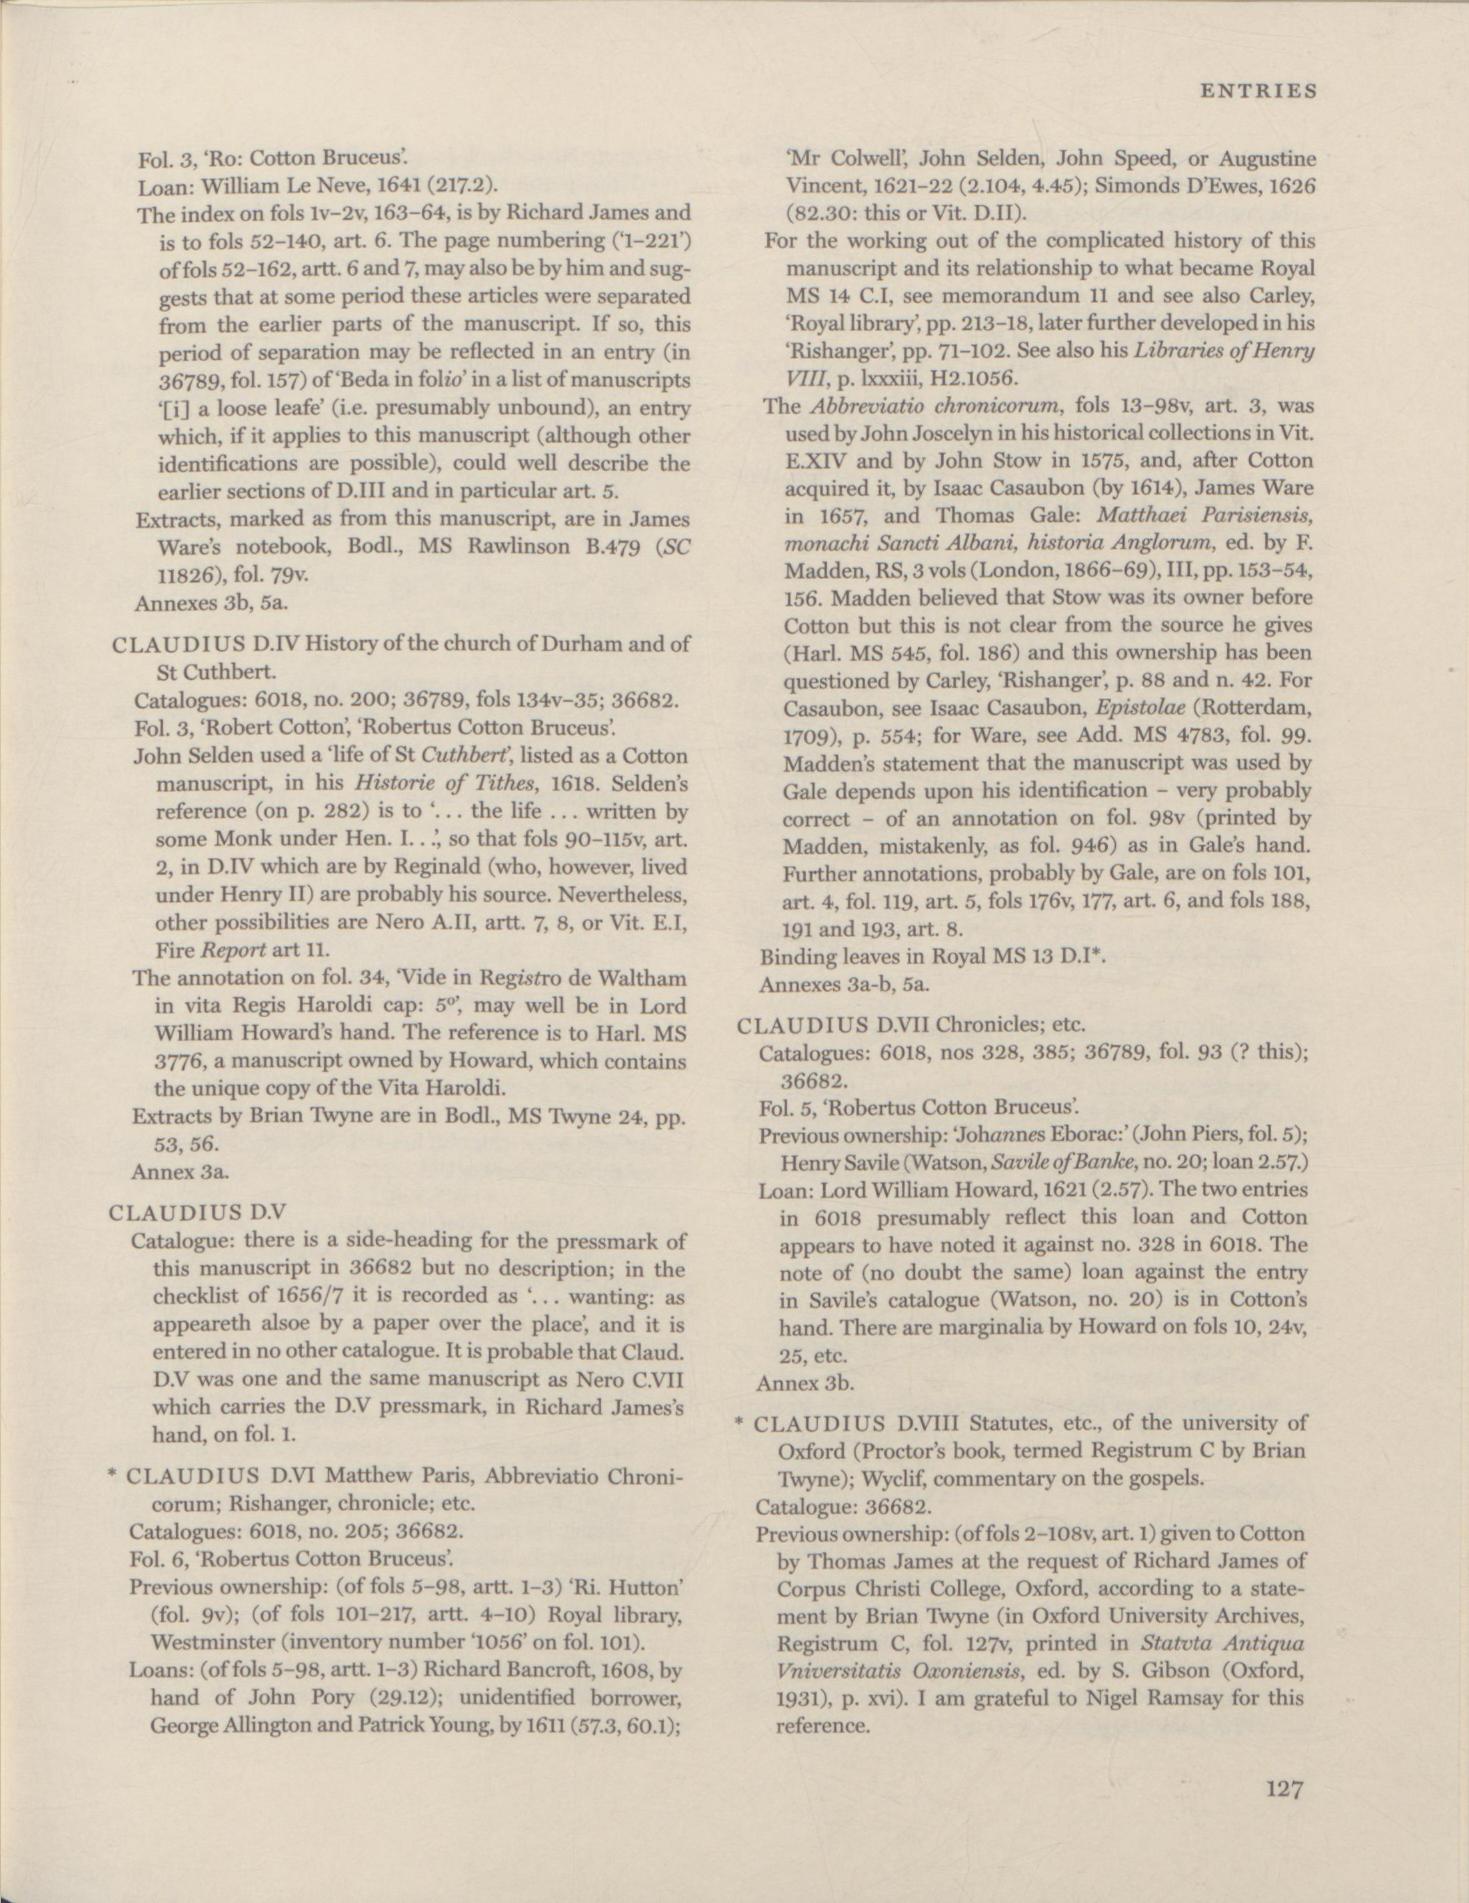 ENTRIES
Fol. 3, ‘Ro: Cotton Bruceus’.
Loan: William Le Neve, 1641 (217.2).
The index on fols 1v–2v, 163–64, is by Richard James and
is to fols 52–140, art. 6. The page numbering (‘1–221’)
of fols 52–162, artt. 6 and 7, may also be by him and sug-
gests that at some period these articles were separated
from the earlier parts of the manuscript. If so, this
period of separation may be reflected in an entry (in
36789, fol. 157) of ‘Beda in folio’ in a list of manuscripts
‘[i] a loose leafe’ (i.e. presumably unbound), an entry
which, if it applies to this manuscript (although other
identifications are possible), could well describe the
earlier sections of D.III and in particular art. 5.
Extracts, marked as from this manuscript, are in James
Ware’s notebook, Bodl., MS Rawlinson B.479 (SC
11826), fol. 79v.
Annexes 3b, 5a.
CLAUDIUS D.IV History of the church of Durham and of
St Cuthbert.
Catalogues: 6018, no. 200; 36789, fols 134v–35; 36682.
Fol. 3, ‘Robert Cotton’, ‘Robertus Cotton Bruceus’.
John Selden used a ‘life of St Cuthbert’, listed as a Cotton
manuscript, in his Historie of Tithes, 1618. Selden’s
reference (on p. 282) is to ‘... the life ... written by
some Monk under Hen. I...’, so that fols 90–115v, art.
2, in D.IV which are by Reginald (who, however, lived
under Henry II) are probably his source. Nevertheless,
other possibilities are Nero A.II, artt. 7, 8, or Vit. E.I,
Fire Report art 11.
The annotation on fol. 34, ‘Vide in Registro de Waltham
in vita Regis Haroldi cap: 5º’, may well be in Lord
William Howard’s hand. The reference is to Harl. MS
3776, a manuscript owned by Howard, which contains
the unique copy of the Vita Haroldi.
Extracts by Brian Twyne are in Bodl., MS Twyne 24, pp.
53, 56.
Annex 3a.
CLAUDIUS D.V
Catalogue: there is a side-heading for the pressmark of
this manuscript in 36682 but no description; in the
checklist of 1656/7 it is recorded as ‘... wanting: as
appeareth alsoe by a paper over the place’, and it is
entered in no other catalogue. It is probable that Claud.
D.V was one and the same manuscript as Nero C.VII
which carries the D.V pressmark, in Richard James’s
hand, on fol. 1.
* CLAUDIUS D.VI Matthew Paris, Abbreviatio Chroni-
corum; Rishanger, chronicle; etc.
Catalogues: 6018, no. 205; 36682.
Fol. 6, ‘Robertus Cotton Bruceus’.
Previous ownership: (of fols 5–98, artt. 1–3) ‘Ri. Hutton’
(fol. 9v); (of fols 101–217, artt. 4–10) Royal library,
Westminster (inventory number ‘1056’ on fol. 101).
Loans: (of fols 5–98, artt. 1–3) Richard Bancroft, 1608, by
hand of John Pory (29.12); unidentified borrower,
George Allington and Patrick Young, by 1611 (57.3, 60.1);
‘Mr Colwell’, John Selden, John Speed, or Augustine
Vincent, 1621–22 (2.104, 4.45); Simonds D’Ewes, 1626
(82.30: this or Vit. D.II).
For the working out of the complicated history of this
manuscript and its relationship to what became Royal
MS 14 C.I, see memorandum 11 and see also Carley,
‘Royal library’, pp. 213–18, later further developed in his
‘Rishanger’, pp. 71–102. See also his Libraries of Henry
VIII, p. lxxxiii, H2.1056.
The Abbreviatio chronicorum, fols 13–98v, art. 3, was
used by John Joscelyn in his historical collections in Vit.
E.XIV and by John Stow in 1575, and, after Cotton
acquired it, by Isaac Casaubon (by 1614), James Ware
in 1657, and Thomas Gale: Matthaei Parisiensis,
monachi Sancti Albani, historia Anglorum, ed. by F.
Madden, RS, 3 vols (London, 1866–69), III, pp. 153–54,
156. Madden believed that Stow was its owner before
Cotton but this is not clear from the source he gives
(Harl. MS 545, fol. 186) and this ownership has been
questioned by Carley, ‘Rishanger’, p. 88 and n. 42. For
Casaubon, see Isaac Casaubon, Epistolae (Rotterdam,
1709), p. 554; for Ware, see Add. MS 4783, fol. 99.
Madden’s statement that the manuscript was used by
Gale depends upon his identification – very probably
correct – of an annotation on fol. 98v (printed by
Madden, mistakenly, as fol. 946) as in Gale’s hand.
Further annotations, probably by Gale, are on fols 101,
art. 4, fol. 119, art. 5, fols 176v, 177, art. 6, and fols 188,
191 and 193, art. 8.
Binding leaves in Royal MS 13 D.I*.
Annexes 3a-b, 5a.
CLAUDIUS D.VII Chronicles; etc.
Catalogues: 6018, nos 328, 385; 36789, fol. 93 (? this);
36682.
Fol. 5, ‘Robertus Cotton Bruceus’.
Previous ownership: ‘Johannes Eborac:’ (John Piers, fol. 5);
Henry Savile (Watson, Savile of Banke, no. 20; loan 2.57.)
Loan: Lord William Howard, 1621 (2.57). The two entries
in 6018 presumably reflect this loan and Cotton
appears to have noted it against no. 328 in 6018. The
note of (no doubt the same) loan against the entry
in Savile’s catalogue (Watson, no. 20) is in Cotton’s
hand. There are marginalia by Howard on fols 10, 24v,
25, etc.
Annex 3b.
* CLAUDIUS D.VIII Statutes, etc., of the university of
Oxford (Proctor’s book, termed Registrum C by Brian
Twyne); Wyclif, commentary on the gospels.
Catalogue: 36682.
Previous ownership: (of fols 2–108v, art. 1) given to Cotton
by Thomas James at the request of Richard James of
Corpus Christi College, Oxford, according to a state-
ment by Brian Twyne (in Oxford University Archives,
Registrum C, fol. 127v, printed in Statvta Antiqua
Vniversitatis Oxoniensis, ed. by S. Gibson (Oxford,
1931), p. xvi). I am grateful to Nigel Ramsay for this
reference.
127